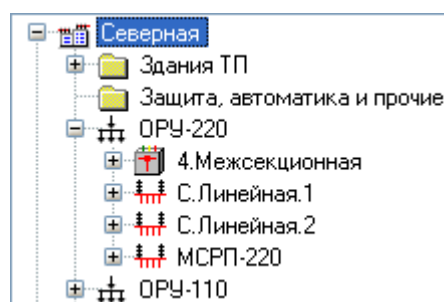 Северная
Здания ТП
Защита, автоматика и прочие
ОРУ-220
4.Межсекционная
С.Линейная.1
С.Линейная.2
МСРП-220
ОРУ-110